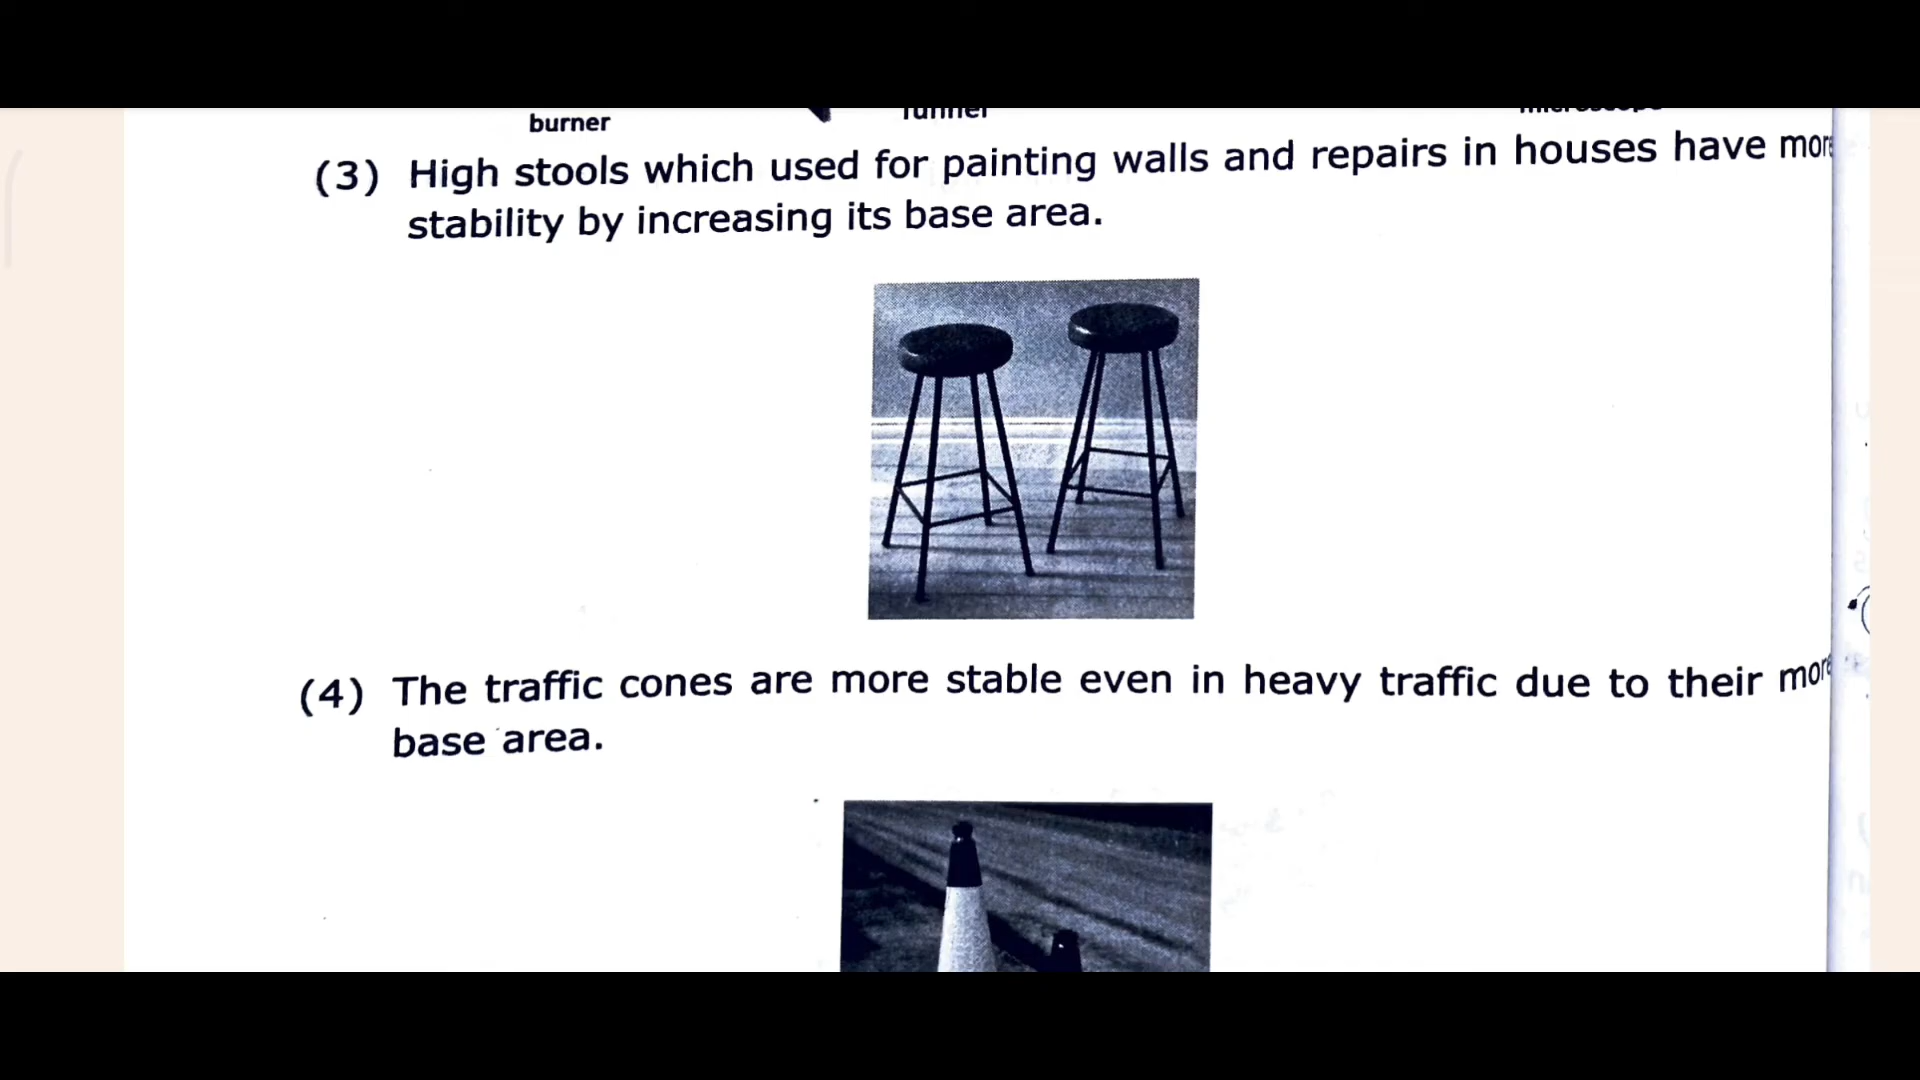 burner
funnel
microscope
(3) High stools which used for painting walls and repairs in houses have more
stability by increasing its base area.
(4) The traffic cones are more stable even in heavy traffic due to their more
base area.